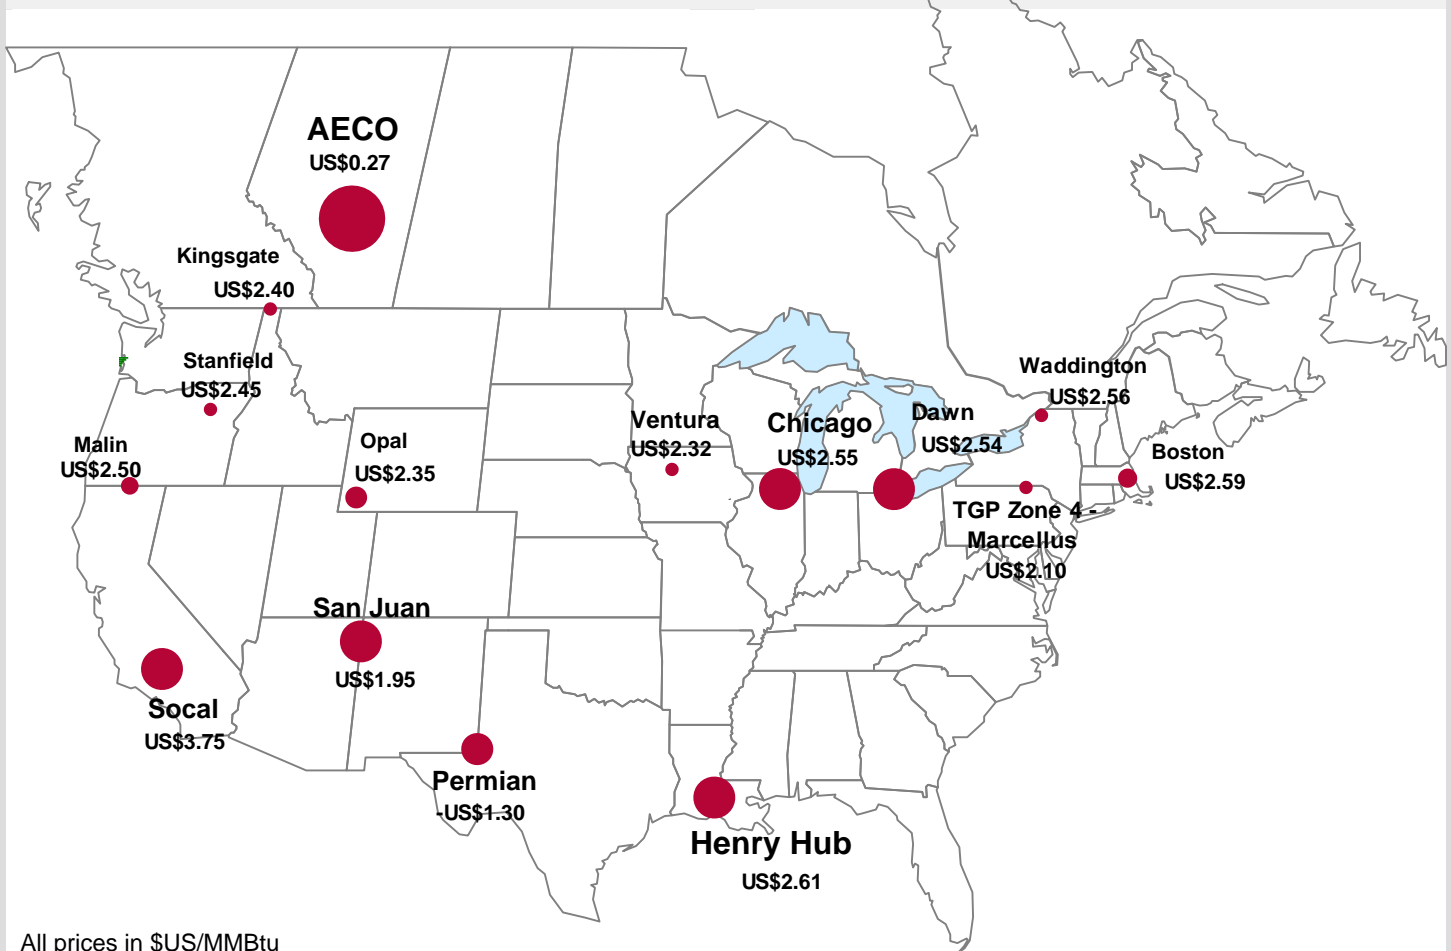 AECO
US$0.27
Kingsgate
US$2.40
Stanfield
US$2.45
Malin
US$2.50
Opal
US$2.35
Ventura
US$2.32
Chicago
US$2.55
Dawn
US$2.54
Waddington
US$2.56
Boston
US$2.59
TGP Zone 4 -
Marcellus
US$2.10
San Juan
US$1.95
Socal
US$3.75
Permian
-US$1.30
Henry Hub
US$2.61
All prices in $US/MMBtu